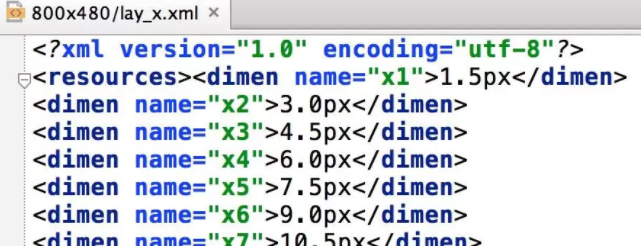 800x480/lay_x.xml ×
<?xml version="1.0" encoding="utf-8"?>
<resources><dimen name="x1">1.5px</dimen>
<dimen name="x2">3.0px</dimen>
<dimen name="x3">4.5px</dimen>
<dimen name="x4">6.0px</dimen>
<dimen name="x5">7.5px</dimen>
<dimen name="x6">9.0px</dimen>
<dimen name="x7">10.5px</dimen>